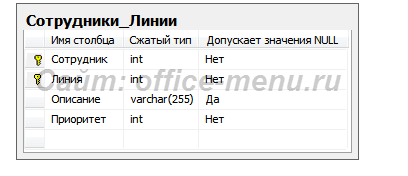 Сотрудники_Линии
Имя столбца Сжатый тип Допускает значения NULL
Сотрудник int Нет
Линия int Нет
Сайт: office-menu.ru
Описание varchar(255) Да
Приоритет int Нет